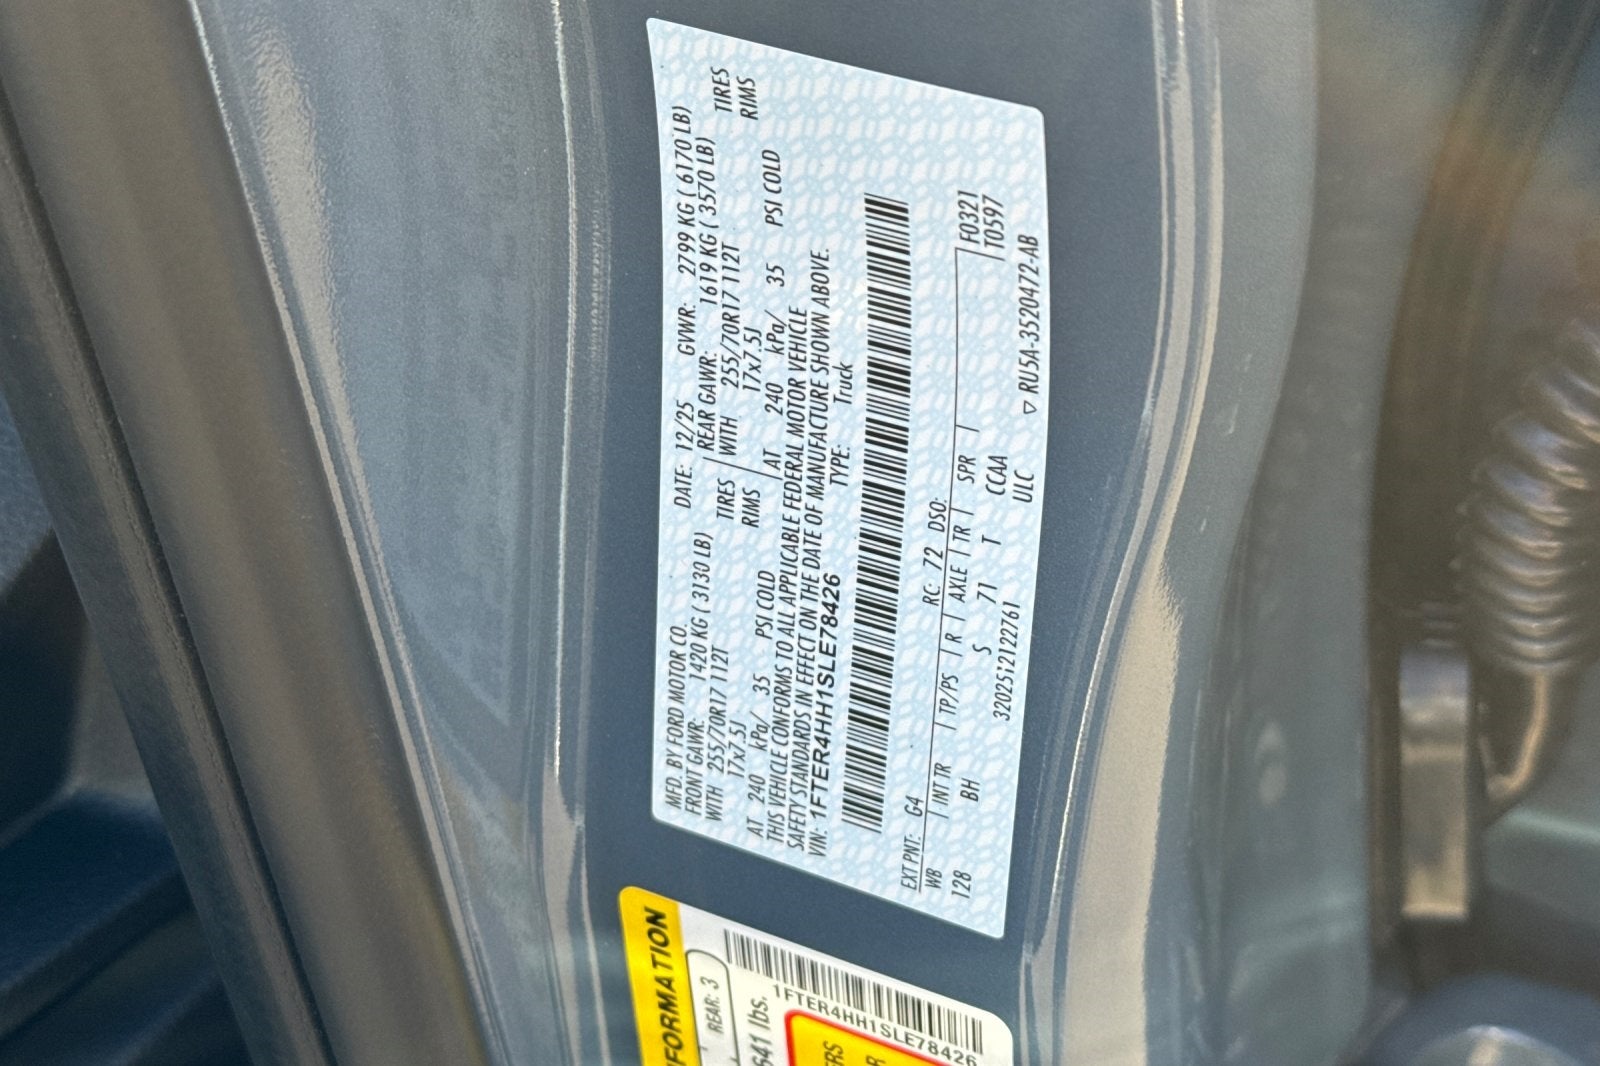 MFD. BY FORD MOTOR CO.
DATE: 12/25 GVWR: 2799 KG ( 6170 LB)
FRONT GAWR: 1420 KG ( 3130 LB) REAR GAWR: 1619 KG ( 3570 LB)
WITH 255/70R17 112T TIRES WITH 255/70R17 112T TIRES
17x7.5J RIMS 17x7.5J RIMS
AT 240 kPa/ 35 PSI COLD AT 240 kPa/ 35 PSI COLD
THIS VEHICLE CONFORMS TO ALL APPLICABLE FEDERAL MOTOR VEHICLE
SAFETY STANDARDS IN EFFECT ON THE DATE OF MANUFACTURE SHOWN ABOVE.
VIN: 1FTER4HH1SLE78426 TYPE: Truck
EXT PNT: G4 RC: 72 DSO: F0321
WB INT TR TP/PS R AXLE TR SPR T0597
128 BH S 71 T CCAA
3202512122761 ULC ▽ RU5A-3520472-AB
FORMATION
REAR: 3
641 lbs.
1FTER4HH1SLE78426